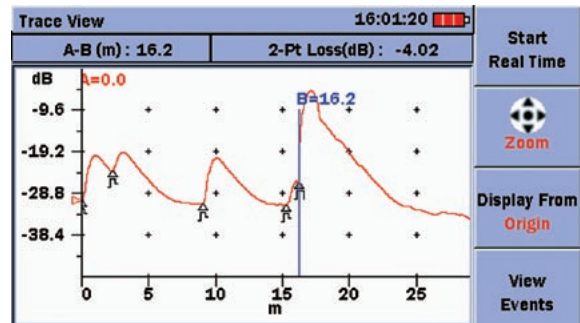 Trace View 16:01:20
A-B (m) : 16.2 2-Pt Loss(dB) : -4.02
dB
A=0.0
B=16.2
-9.6
-19.2
-28.8
-38.4
0 5 10 15 20 25
m
Start
Real Time
Zoom
Display From
Origin
View
Events